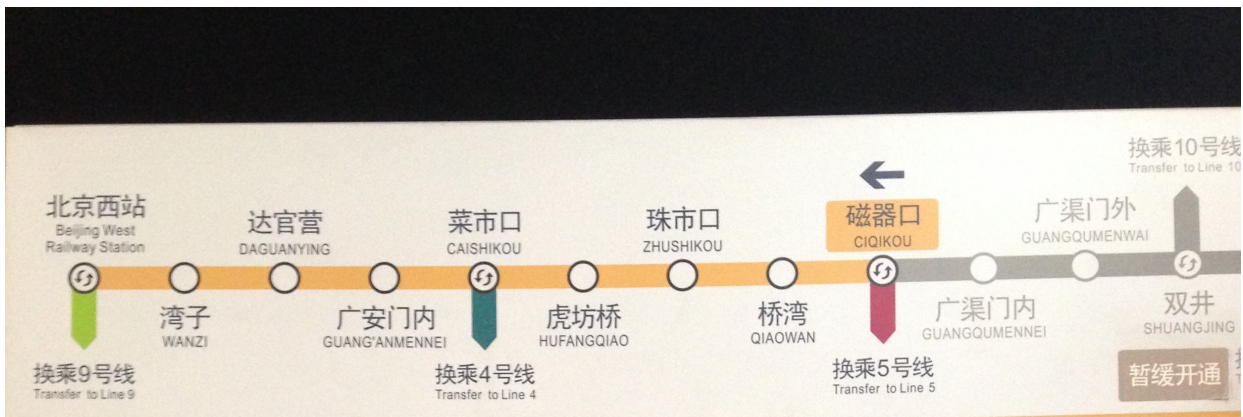 北京西站
Beijing West
Railway Station
换乘9号线
Transfer to Line 9
湾子
WANZI
达官营
DAGUANYING
广安门内
GUANG'ANMENNEI
菜市口
CAISHIKOU
换乘4号线
Transfer to Line 4
虎坊桥
HUFANGQIAO
珠市口
ZHUSHIKOU
桥湾
QIAOWAN
磁器口
CIQIKOU
换乘5号线
Transfer to Line 5
广渠门内
GUANGQUMENNEI
广渠门外
GUANGQUMENWAI
换乘10号线
Transfer to Line 10
双井
SHUANGJING
暂缓开通